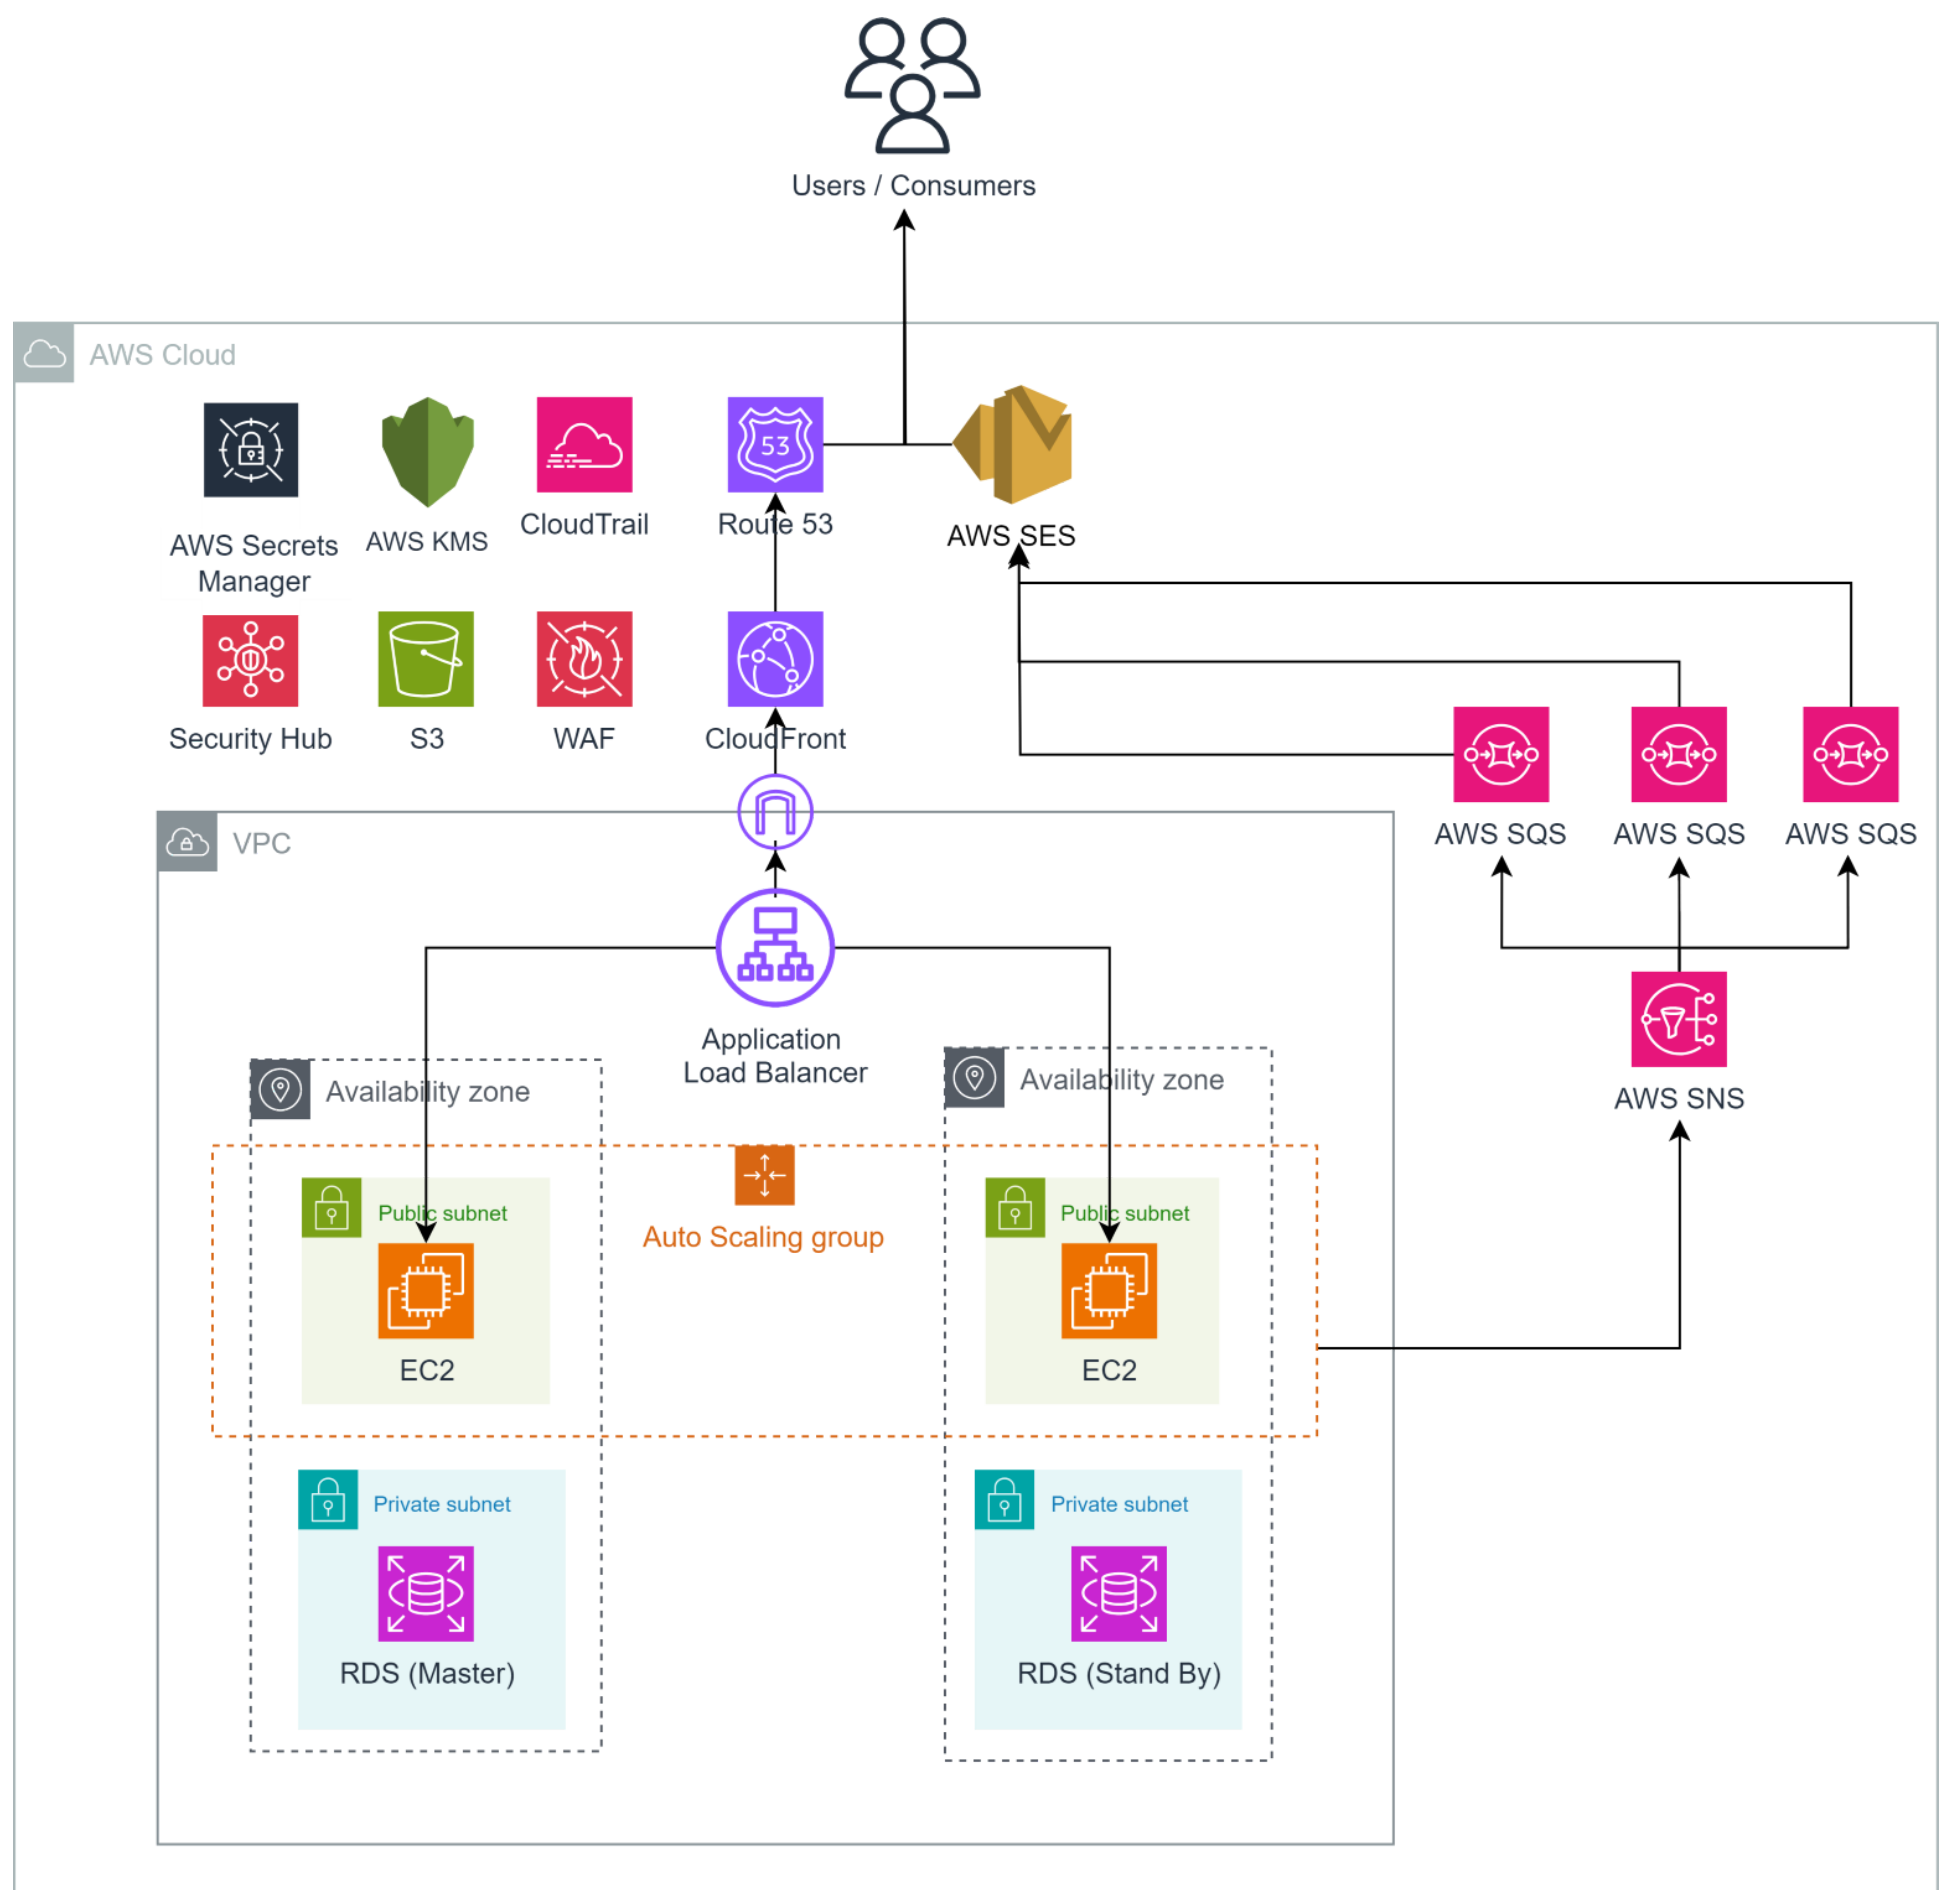 Users / Consumers
AWS Cloud
53
AWS Secrets
Manager
AWS KMS
CloudTrail
Route 53
AWS SES
Security Hub
S3
WAF
CloudFront
AWS SQS
AWS SQS
AWS SQS
VPC
Application
Load Balancer
Availability zone
Availability zone
AWS SNS
Public subnet
Auto Scaling group
Public subnet
EC2
EC2
Private subnet
Private subnet
RDS (Master)
RDS (Stand By)